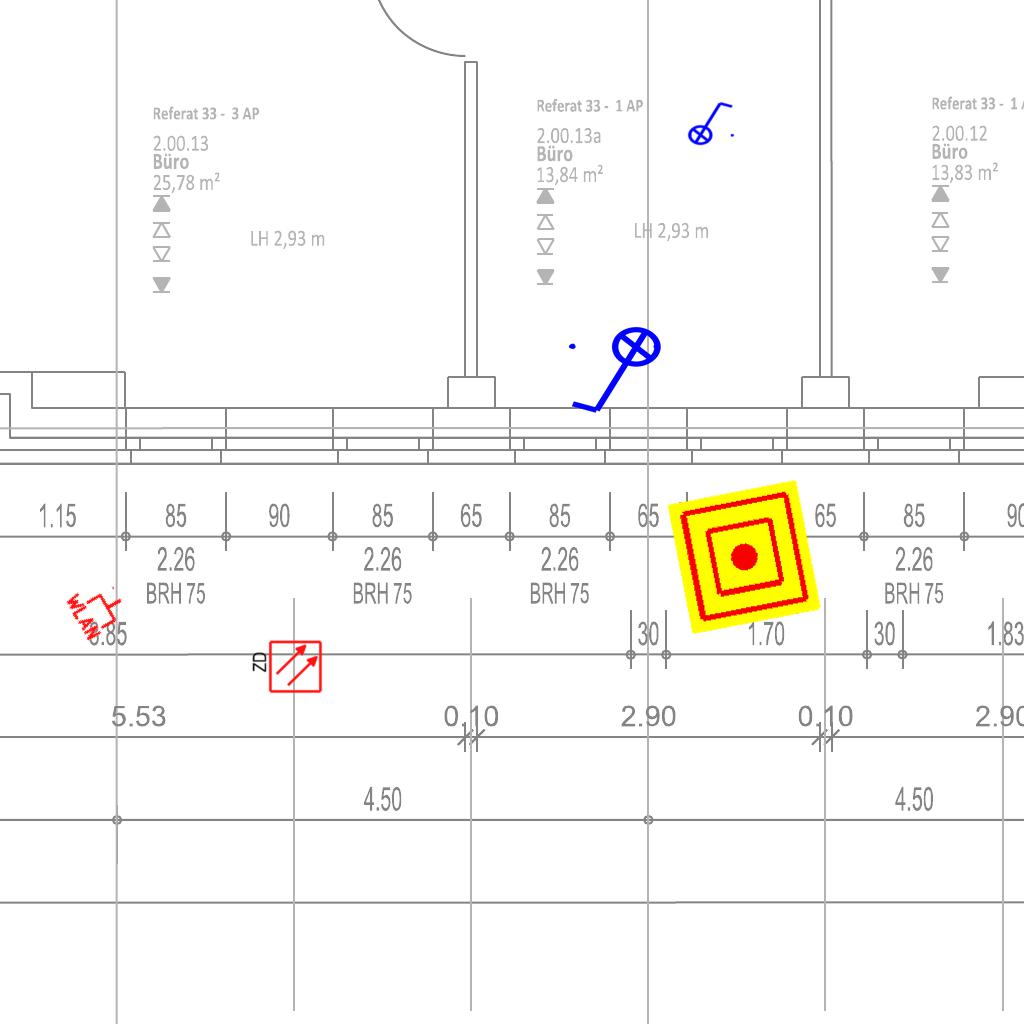 Referat 33 - 3 AP
2.00.13
Büro
25,78 m²
LH 2,93 m
Referat 33 - 1 AP
2.00.13a
Büro
13,84 m²
LH 2,93 m
Referat 33 - 1
2.00.12
Büro
13,83 m²
1.15 85 90 85 65 85 65 65 85 90
2.26 2.26 2.26 2.26
BRH 75 BRH 75 BRH 75 BRH 75
WLAN
.85 30 1.70 30 1.83
ZD
5.53 0.10 2.90 0.10 2.90
4.50 4.50